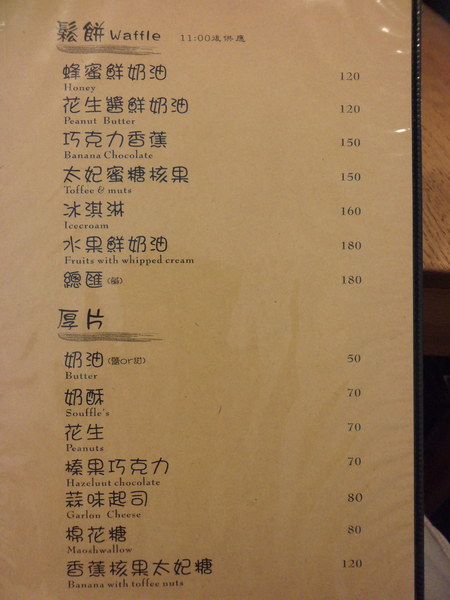 鬆餅 Waffle 11:00後供應
蜂蜜鮮奶油 120
Honey
花生醬鮮奶油 120
Peanut Butter
巧克力香蕉 150
Banana Chocolate
太妃蜜糖核果 150
Toffee & muts
冰淇淋 160
Icecroam
水果鮮奶油 180
Fruits with whipped cream
總匯 180
厚片
奶油 50
Butter
奶酥 70
Souffle's
花生 70
Peanuts
榛果巧克力 70
Hazeluut chocolate
蒜味起司 80
Garlon Cheese
棉花糖 80
Maoshwallow
香蕉核果太妃糖 120
Banana with toffee nuts